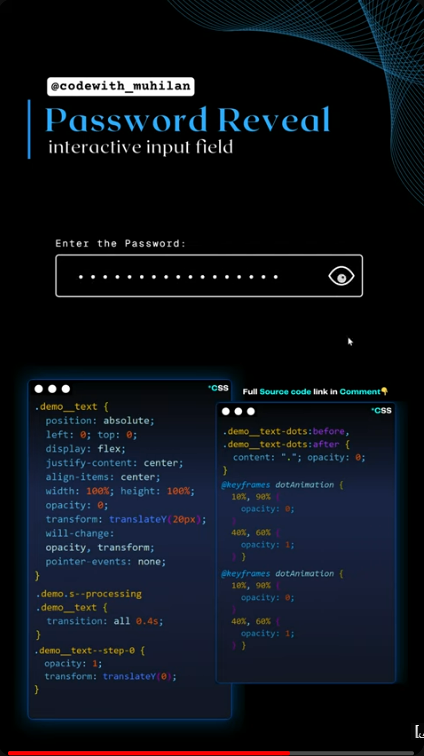 @codewith_muhilan
Password Reveal
interactive input field
Enter the Password:
*CSS
.demo__text {
position: absolute;
left: 0; top: 0;
display: flex;
justify-content: center;
align-items: center;
width: 100%; height: 100%;
opacity: 0;
transform: translateY(20px);
will-change:
opacity, transform;
pointer-events: none;
}
.demo.s--processing
.demo__text {
transition: all 0.4s;
}
.demo__text--step-0 {
opacity: 1;
transform: translateY(0);
}
Full Source code link in Comment👇
*CSS
.demo__text-dots:before,
.demo__text-dots:after {
content: "."; opacity: 0;
}
@keyframes dotAnimation {
10%, 90% {
opacity: 0;
}
40%, 60% {
opacity: 1;
} }
@keyframes dotAnimation {
10%, 90% {
opacity: 0;
}
40%, 60% {
opacity: 1;
} }